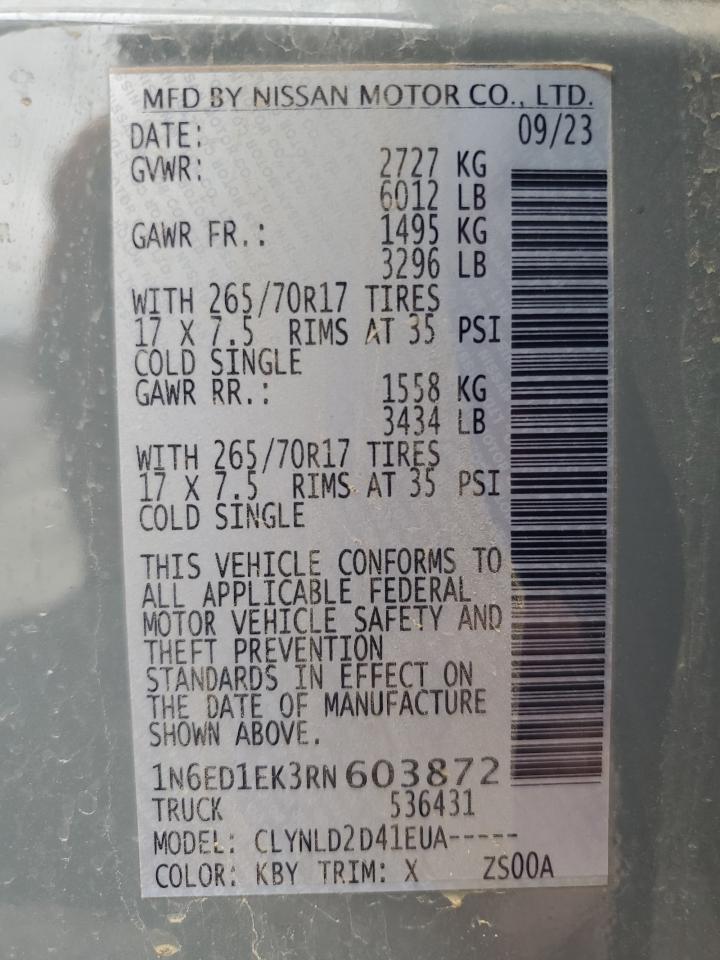 MFD BY NISSAN MOTOR CO., LTD.
DATE: 09/23
GVWR: 2727 KG
6012 LB
GAWR FR.: 1495 KG
3296 LB
WITH 265/70R17 TIRES
17 X 7.5 RIMS AT 35 PSI
COLD SINGLE
GAWR RR.: 1558 KG
3434 LB
WITH 265/70R17 TIRES
17 X 7.5 RIMS AT 35 PSI
COLD SINGLE
THIS VEHICLE CONFORMS TO
ALL APPLICABLE FEDERAL
MOTOR VEHICLE SAFETY AND
THEFT PREVENTION
STANDARDS IN EFFECT ON
THE DATE OF MANUFACTURE
SHOWN ABOVE.
1N6ED1EK3RN603872
TRUCK 536431
MODEL: CLYNLD2D41EUA-----
COLOR: KBY TRIM: X ZS00A